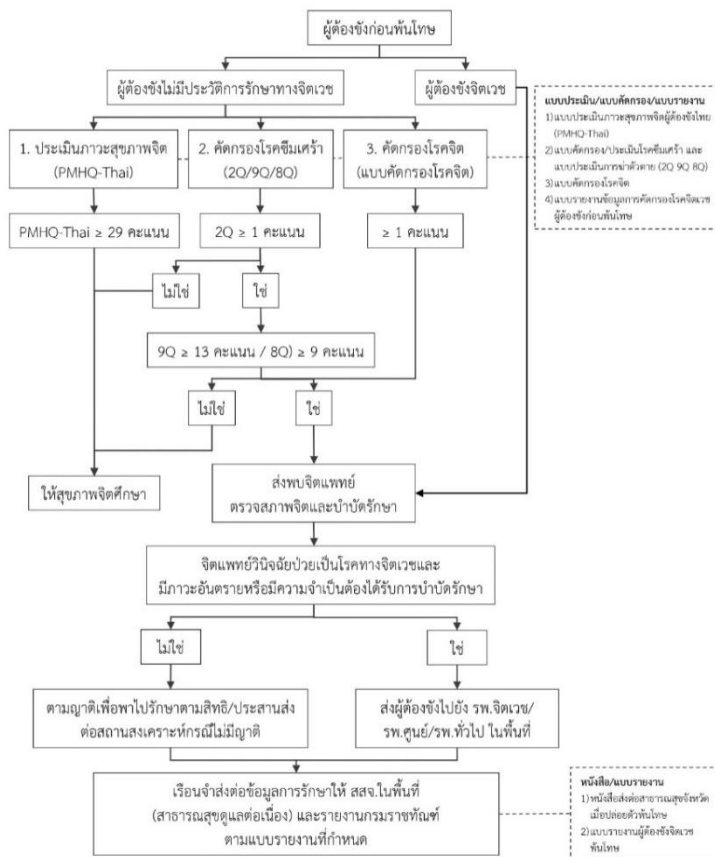 ผู้ต้องขังก่อนพ้นโทษ
ผู้ต้องขังไม่มีประวัติการรักษาทางจิตเวช
ผู้ต้องขังจิตเวช
แบบประเมิน/แบบคัดกรอง/แบบรายงาน
1)แบบประเมินภาวะสุขภาพจิตผู้ต้องขังไทย
(PMHQ-Thai)
2)แบบคัดกรอง/ประเมินโรคซึมเศร้า และ
แบบประเมินการฆ่าตัวตาย (2Q 9Q 8Q)
3)แบบคัดกรองโรคจิต
4)แบบรายงานข้อมูลการคัดกรองโรคจิตเวช
ผู้ต้องขังก่อนพ้นโทษ
1. ประเมินภาวะสุขภาพจิต
(PMHQ-Thai)
2. คัดกรองโรคซึมเศร้า
(2Q/9Q/8Q)
3. คัดกรองโรคจิต
(แบบคัดกรองโรคจิต)
PMHQ-Thai ≥ 29 คะแนน
2Q ≥ 1 คะแนน
≥ 1 คะแนน
ไม่ใช่
ใช่
9Q ≥ 13 คะแนน / 8Q) ≥ 9 คะแนน
ไม่ใช่
ใช่
ให้สุขภาพจิตศึกษา
ส่งพบจิตแพทย์
ตรวจสภาพจิตและบำบัดรักษา
จิตแพทย์วินิจฉัยป่วยเป็นโรคทางจิตเวชและ
มีภาวะอันตรายหรือมีความจำเป็นต้องได้รับการบำบัดรักษา
ไม่ใช่
ใช่
ตามญาติเพื่อพาไปรักษาตามสิทธิ/ประสานส่ง
ต่อสถานสงเคราะห์กรณีไม่มีญาติ
ส่งผู้ต้องขังไปยัง รพ.จิตเวช/
รพ.ศูนย์/รพ.ทั่วไป ในพื้นที่
เรือนจำส่งต่อข้อมูลการรักษาให้ สสจ.ในพื้นที่
(สาธารณสุขดูแลต่อเนื่อง) และรายงานกรมราชทัณฑ์
ตามแบบรายงานที่กำหนด
หนังสือ/แบบรายงาน
1)หนังสือส่งต่อสาธารณสุขจังหวัด
เมื่อปล่อยตัวพ้นโทษ
2)แบบรายงานผู้ต้องขังจิตเวช
พ้นโทษ